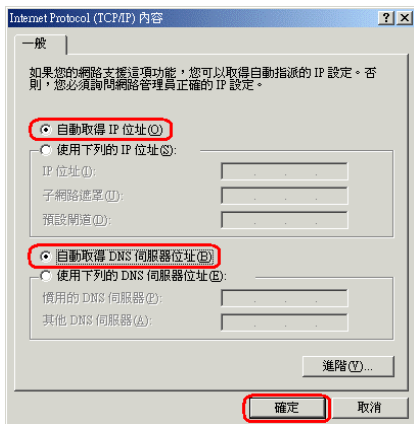 Internet Protocol (TCP/IP) 內容
一般
如果您的網路支援這項功能，您可以取得自動指派的 IP 設定。否
則，您必須詢問網路管理員正確的 IP 設定。
自動取得 IP 位址(O)
使用下列的 IP 位址(S):
IP 位址(I):
子網路遮罩(U):
預設閘道(D):
自動取得 DNS 伺服器位址(B)
使用下列的 DNS 伺服器位址(E):
慣用的 DNS 伺服器(P):
其他 DNS 伺服器(A):
進階(V)...
確定
取消